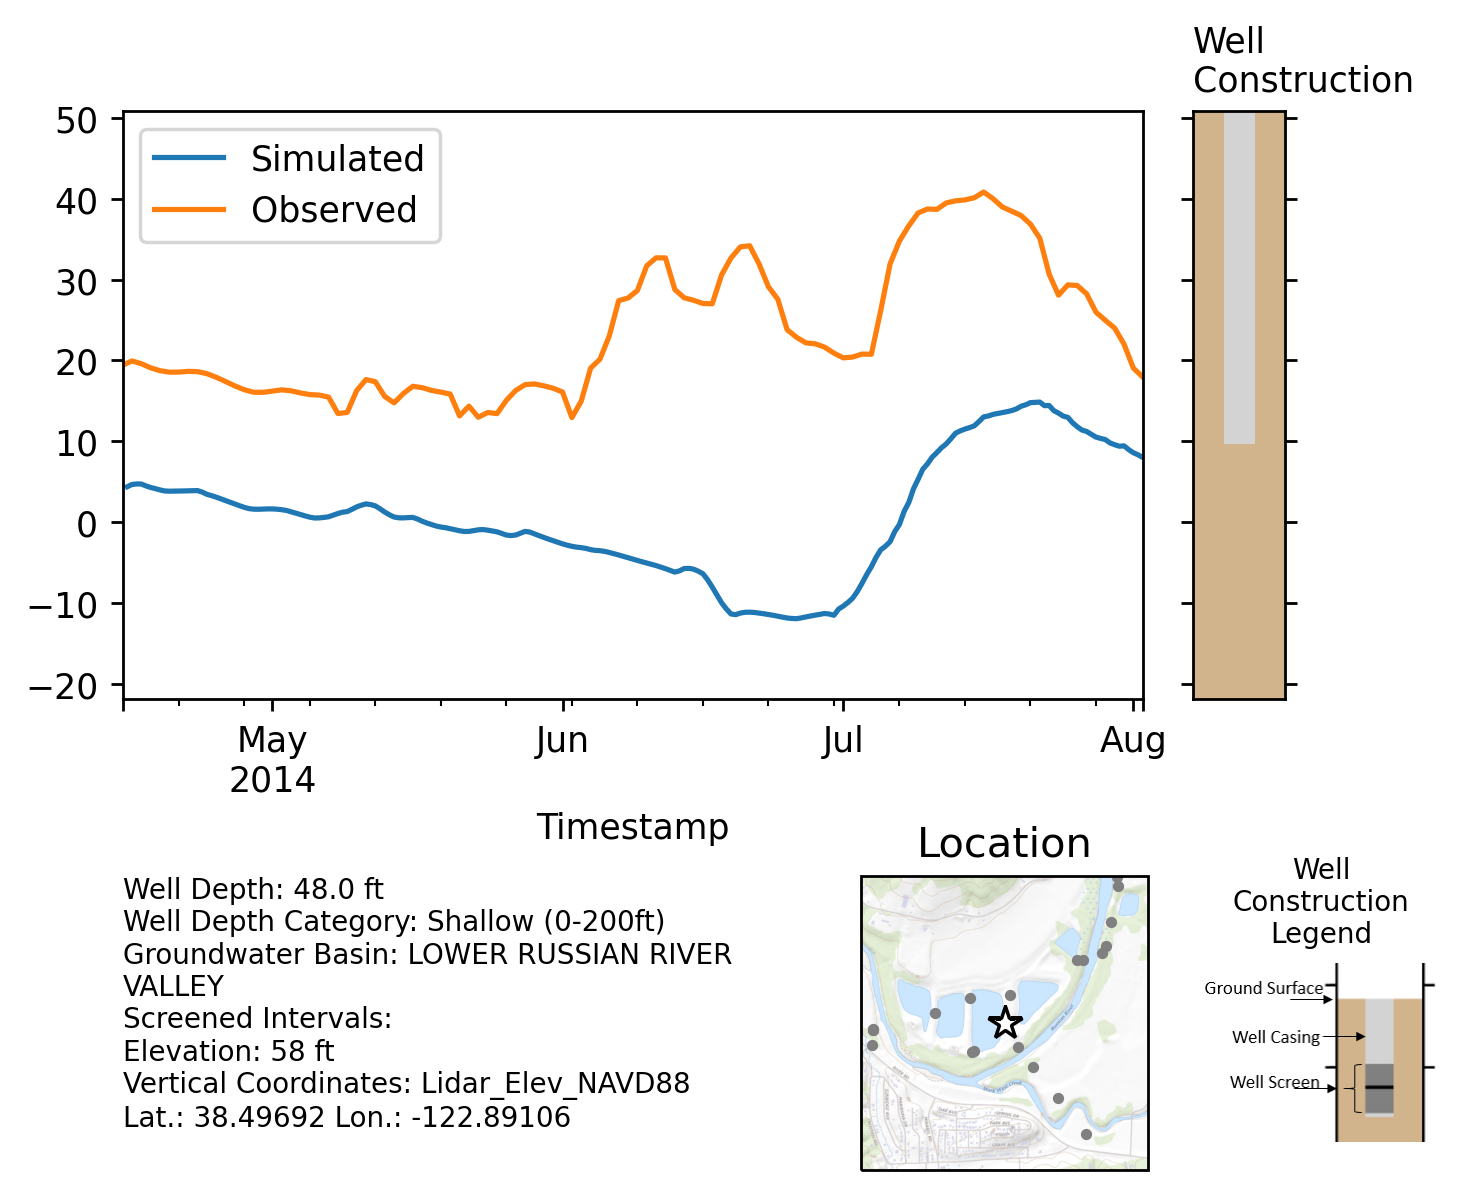 Well
Construction
50
40
30
20
10
0
−10
−20
Simulated
Observed
May
2014
Jun
Jul
Aug
Timestamp
Well Depth: 48.0 ft
Well Depth Category: Shallow (0-200ft)
Groundwater Basin: LOWER RUSSIAN RIVER
VALLEY
Screened Intervals:
Elevation: 58 ft
Vertical Coordinates: Lidar_Elev_NAVD88
Lat.: 38.49692 Lon.: -122.89106
Location
Well
Construction
Legend
Ground Surface
Well Casing
Well Screen